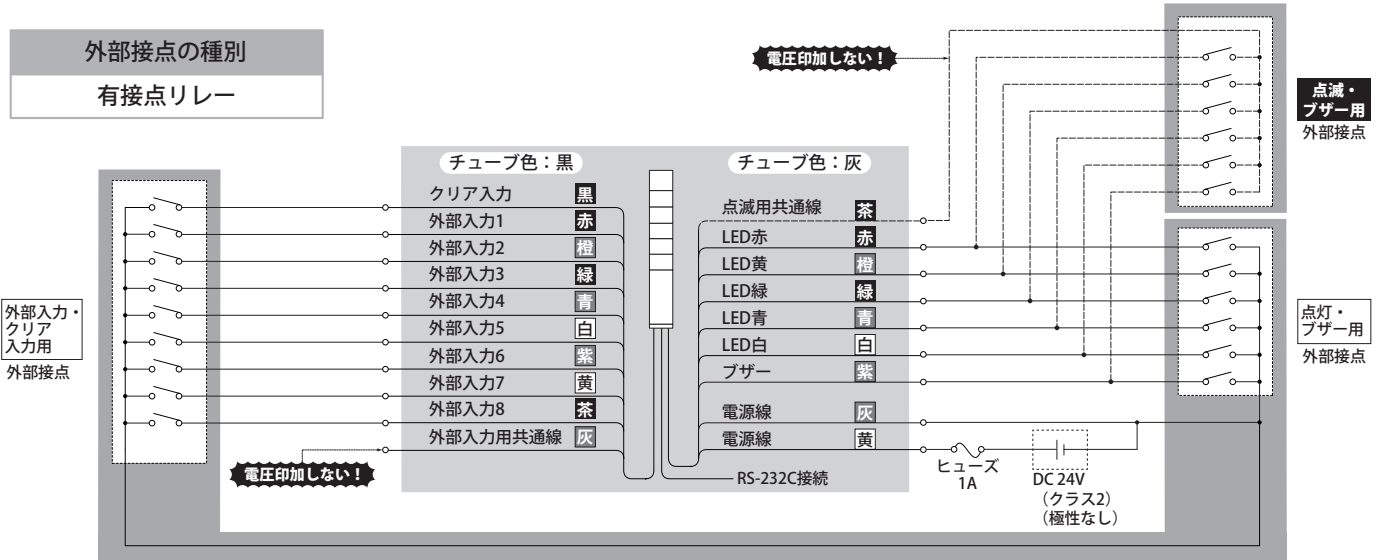 外部接点の種別
有接点リレー
電圧印加しない！
点滅・
ブザー用
外部接点
チューブ色：黒
クリア入力 黒
外部入力1 赤
外部入力2 橙
外部入力3 緑
外部入力4 青
外部入力5 白
外部入力6 紫
外部入力7 黄
外部入力8 茶
外部入力用共通線 灰
チューブ色：灰
点滅用共通線 茶
LED赤 赤
LED黄 橙
LED緑 緑
LED青 青
LED白 白
ブザー 紫
電源線 灰
電源線 黄
RS-232C接続
外部入力・
クリア
入力用
外部接点
点灯・
ブザー用
外部接点
電圧印加しない！
ヒューズ
1A
DC 24V
（クラス2）
（極性なし）